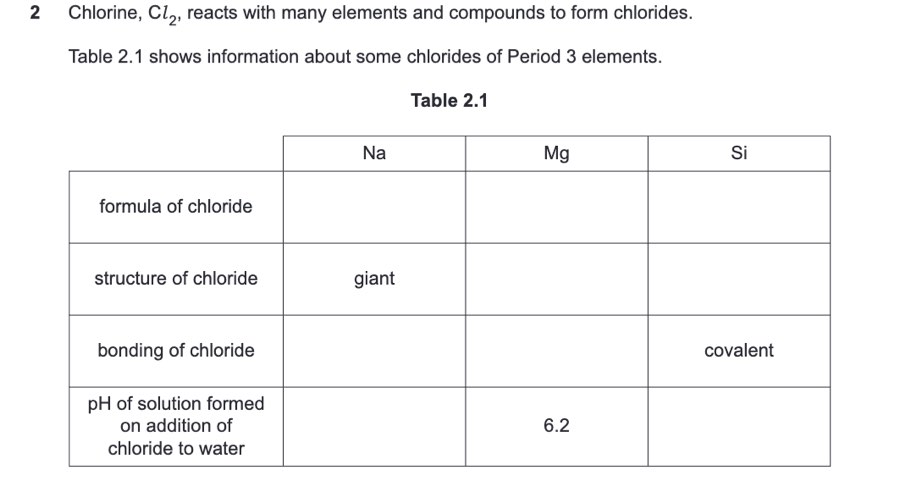 2 Chlorine, Cl₂, reacts with many elements and compounds to form chlorides.
Table 2.1 shows information about some chlorides of Period 3 elements.
Table 2.1
Na Mg Si
formula of chloride
structure of chloride giant
bonding of chloride covalent
pH of solution formed
on addition of 6.2
chloride to water